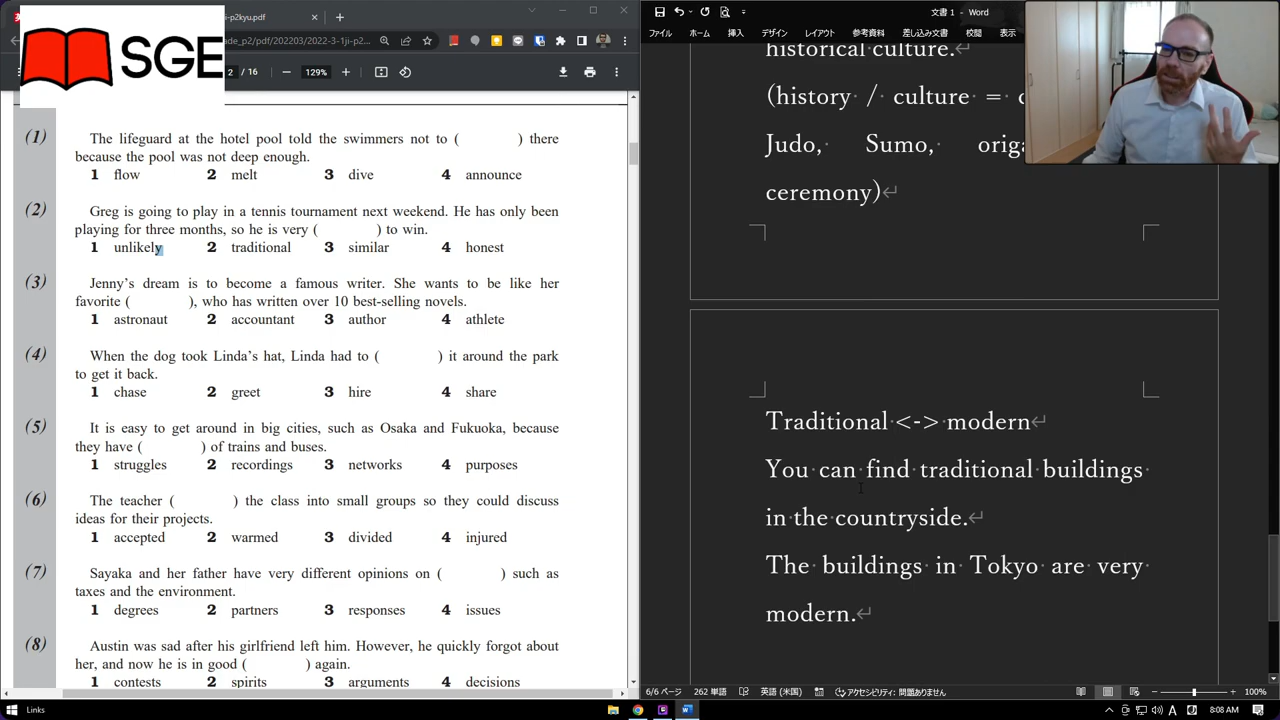 i-p2kyu.pdf
SGE
ade_p2/pdf/202203/2022-3-1ji-p2...
2 / 16
129%
(1) The lifeguard at the hotel pool told the swimmers not to ( ) there
because the pool was not deep enough.
1 flow 2 melt 3 dive 4 announce
(2) Greg is going to play in a tennis tournament next weekend. He has only been
playing for three months, so he is very ( ) to win.
1 unlikely 2 traditional 3 similar 4 honest
(3) Jenny's dream is to become a famous writer. She wants to be like her
favorite ( ), who has written over 10 best-selling novels.
1 astronaut 2 accountant 3 author 4 athlete
(4) When the dog took Linda's hat, Linda had to ( ) it around the park
to get it back.
1 chase 2 greet 3 hire 4 share
(5) It is easy to get around in big cities, such as Osaka and Fukuoka, because
they have ( ) of trains and buses.
1 struggles 2 recordings 3 networks 4 purposes
(6) The teacher ( ) the class into small groups so they could discuss
ideas for their projects.
1 accepted 2 warmed 3 divided 4 injured
(7) Sayaka and her father have very different opinions on ( ) such as
taxes and the environment.
1 degrees 2 partners 3 responses 4 issues
(8) Austin was sad after his girlfriend left him. However, he quickly forgot about
her, and now he is in good ( ) again.
1 contests 2 spirits 3 arguments 4 decisions
文書 1 - Word
ファイル ホーム 挿入 デザイン レイアウト 参考資料 差し込み文書 校閲 表示
historical culture.
(history / culture =
Judo, Sumo, origa
ceremony)
Traditional <-> modern
You can find traditional buildings
in the countryside.
The buildings in Tokyo are very
modern.
6/6 ページ 262 単語 英語 (米国) アクセシビリティ: 問題ありません 100%
Links
8:08 AM